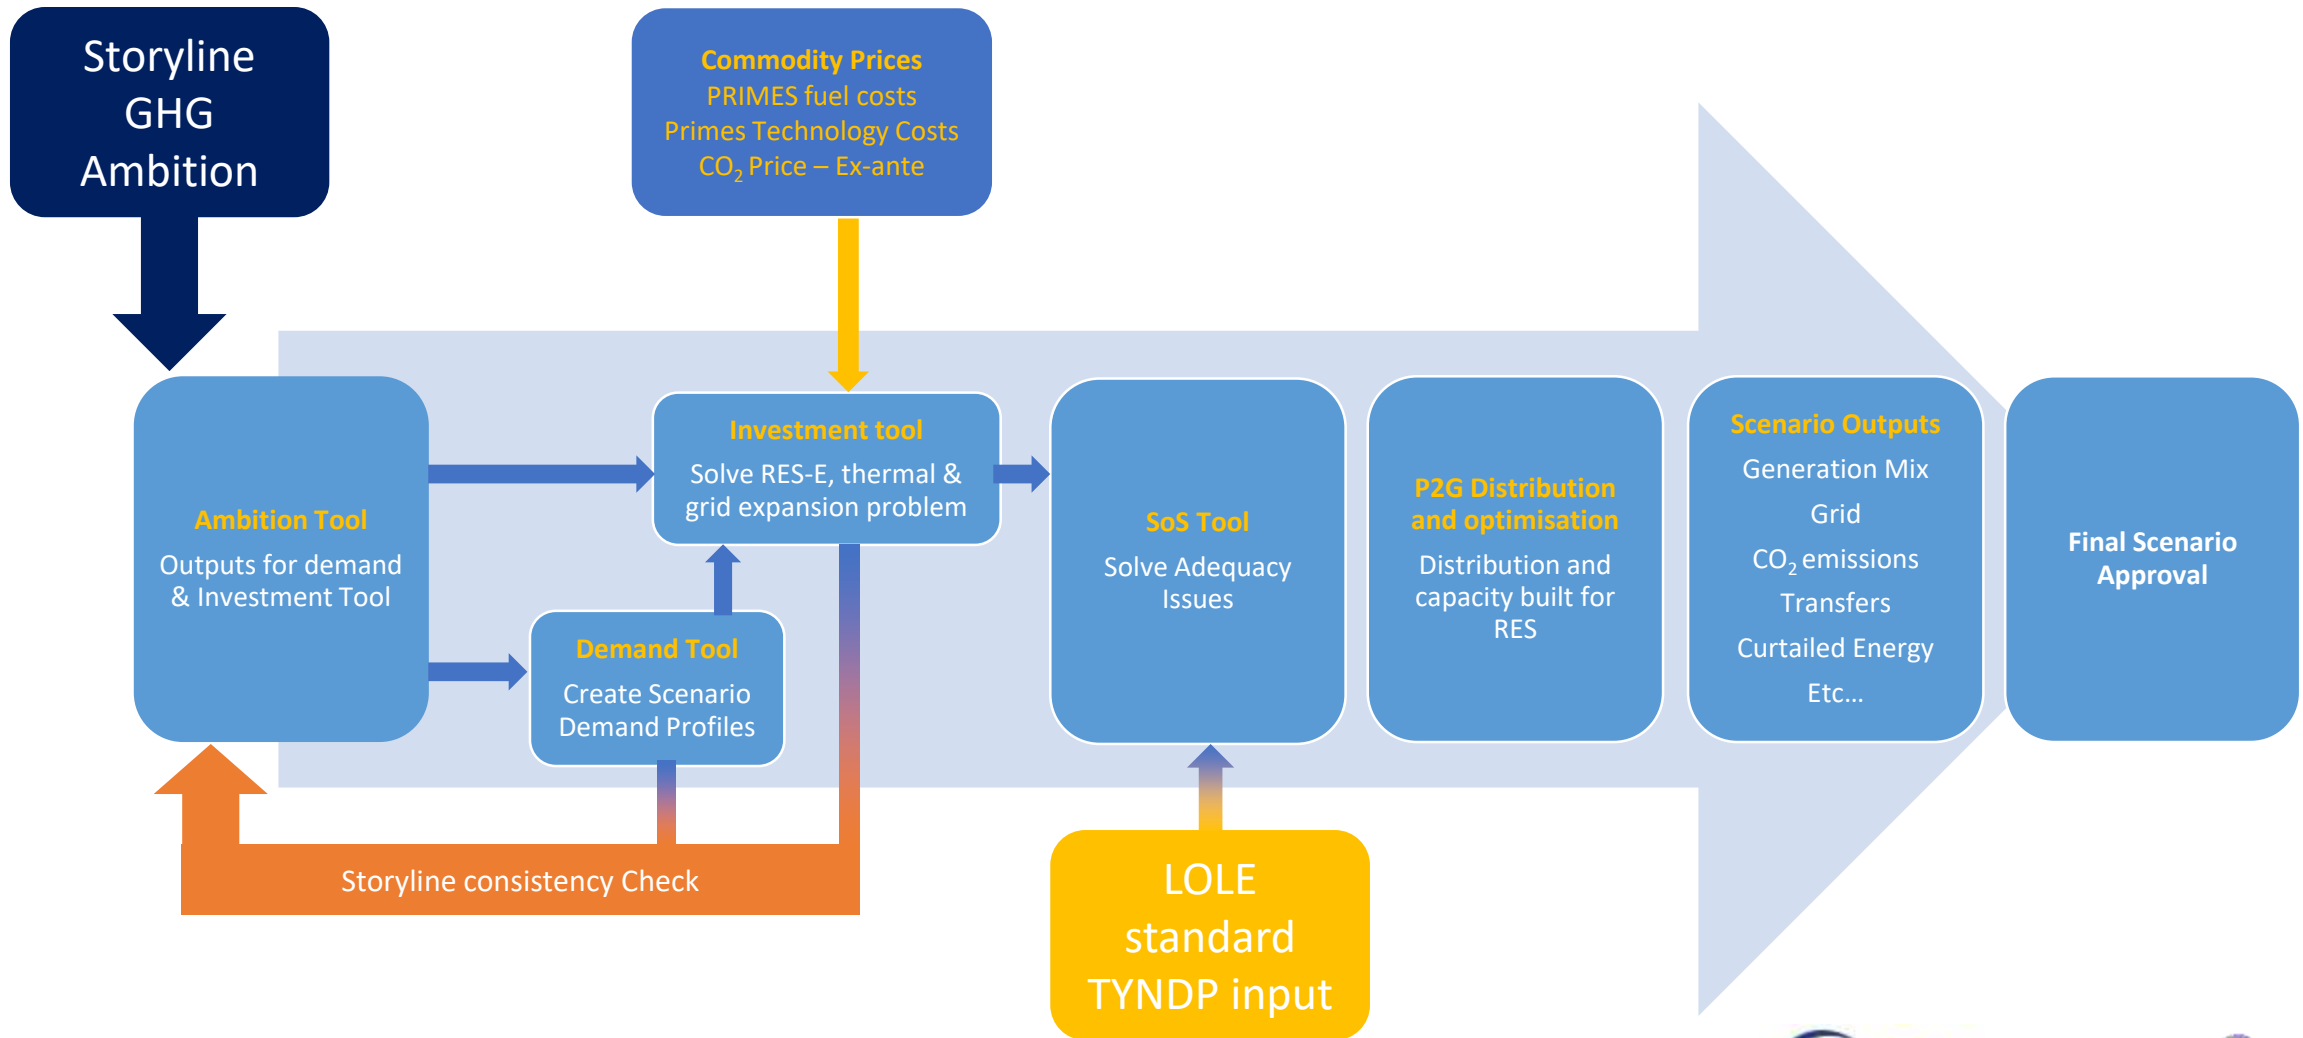 Storyline
GHG
Ambition
Commodity Prices
PRIMES fuel costs
Primes Technology Costs
CO₂ Price – Ex-ante
Ambition Tool
Outputs for demand
& Investment Tool
Investment tool
Solve RES-E, thermal &
grid expansion problem
Demand Tool
Create Scenario
Demand Profiles
SoS Tool
Solve Adequacy
Issues
P2G Distribution
and optimisation
Distribution and
capacity built for
RES
Scenario Outputs
Generation Mix
Grid
CO₂ emissions
Transfers
Curtailed Energy
Etc...
Final Scenario
Approval
Storyline consistency Check
LOLE
standard
TYNDP input